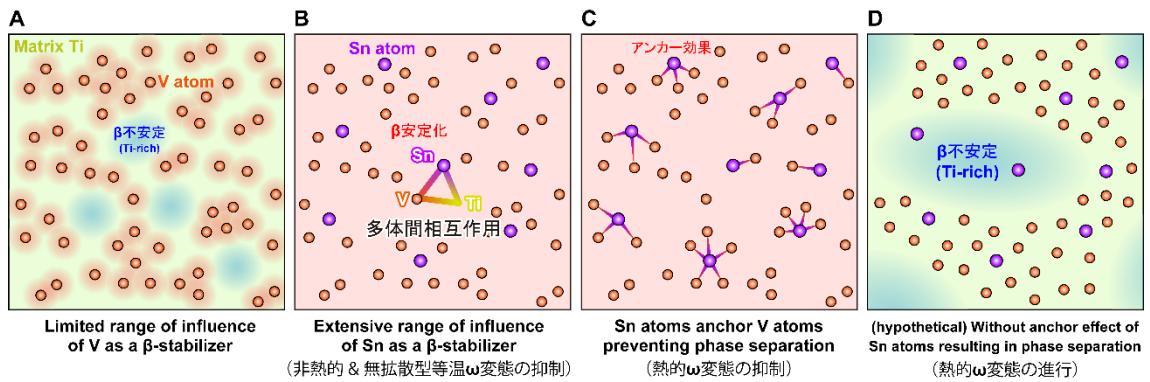 A
Matrix Ti
V atom
β不安定
(Ti-rich)
Limited range of influence
of V as a β-stabilizer
B
Sn atom
β安定化
Sn
V
Ti
多体間相互作用
Extensive range of influence
of Sn as a β-stabilizer
(非熱的 & 無拡散型等温ω変態の抑制)
C
アンカー効果
Sn atoms anchor V atoms
preventing phase separation
(熱的ω変態の抑制)
D
β不安定
(Ti-rich)
(hypothetical) Without anchor effect of
Sn atoms resulting in phase separation
(熱的ω変態の進行)